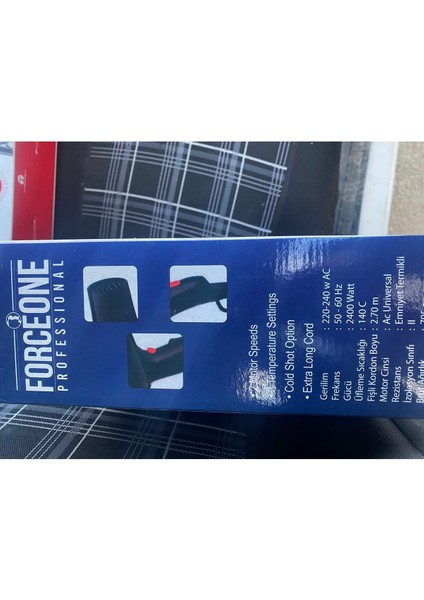 FORCEONE
PROFESSIONAL
Motor Speeds
Temperature Settings
• Cold Shot Option
• Extra Long Cord
Gerilim : 220-240 w AC
Frekans : 50 - 60 Hz
Gücü : 2400 Watt
Üfleme Sıcaklığı : 140 C
Fişli Kordon Boyu : 2.70 m
Motor Cinsi : Ac Universal
Rezistans : Emniyet Termikli
İzolasyon Sınıfı : II